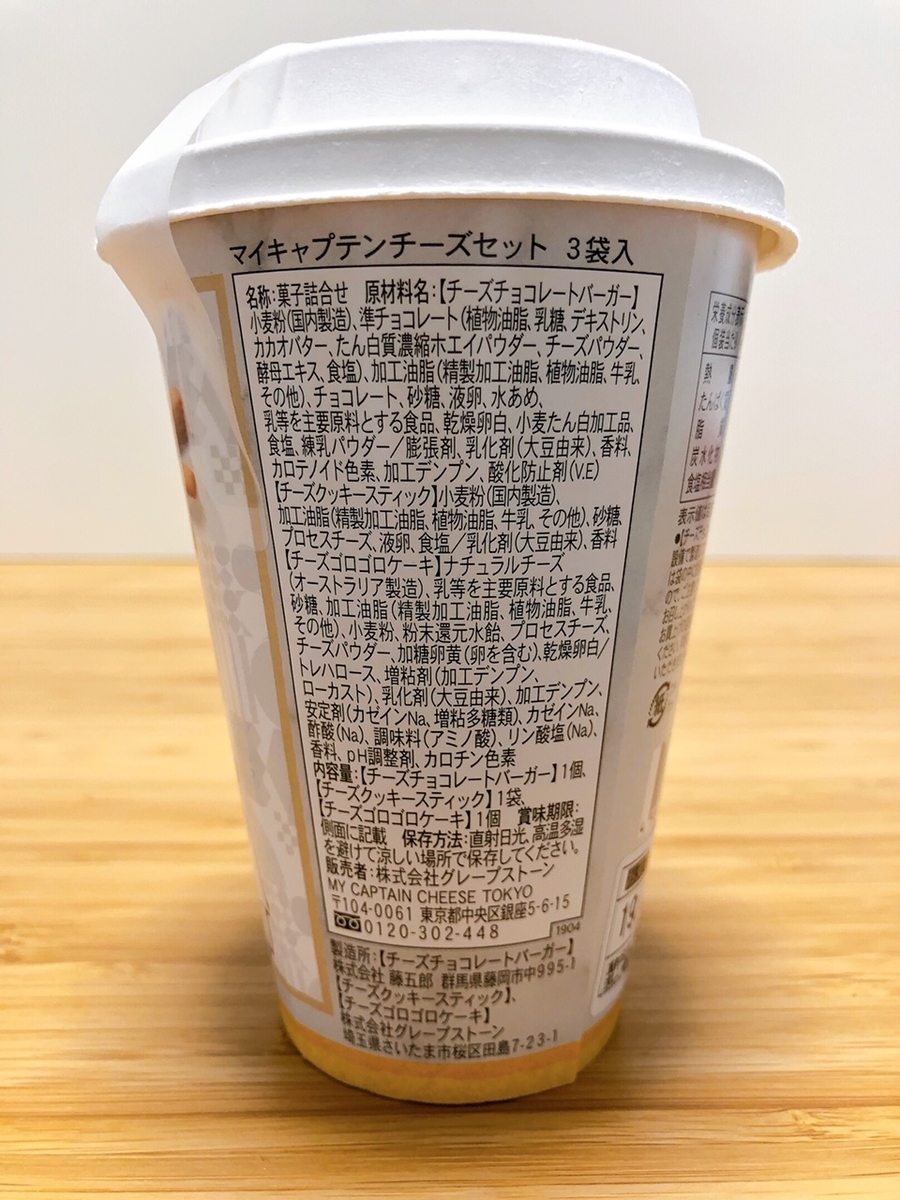 マイキャプテンチーズセット 3袋入
名称:菓子詰合せ 原材料名:【チーズチョコレートバーガー】
小麦粉(国内製造)、準チョコレート(植物油脂、乳糖、デキストリン、
カカオバター、たん白質濃縮ホエイパウダー、チーズパウダー、
酵母エキス、食塩)、加工油脂(精製加工油脂、植物油脂、牛乳、
その他)、チョコレート、砂糖、液卵、水あめ、
乳等を主要原料とする食品、乾燥卵白、小麦たん白加工品、
食塩、練乳パウダー/膨張剤、乳化剤(大豆由来)、香料、
カロテノイド色素、加工デンプン、酸化防止剤(V.E)
【チーズクッキースティック】小麦粉(国内製造)、
加工油脂(精製加工油脂、植物油脂、牛乳、その他)、砂糖、
プロセスチーズ、液卵、食塩/乳化剤(大豆由来)、香料
【チーズゴロゴロケーキ】ナチュラルチーズ
(オーストラリア製造)、乳等を主要原料とする食品、
砂糖、加工油脂(精製加工油脂、植物油脂、牛乳、
その他)、小麦粉、粉末還元水飴、プロセスチーズ、
チーズパウダー、加糖卵黄(卵を含む)、乾燥卵白/
トレハロース、増粘剤(加工デンプン、
ローカスト)、乳化剤(大豆由来)、加工デンプン、
安定剤(カゼインNa、増粘多糖類)、カゼインNa、
酢酸(Na)、調味料(アミノ酸)、リン酸塩(Na)、
香料、pH調整剤、カロチン色素
内容量:【チーズチョコレートバーガー】1個、
【チーズクッキースティック】1袋、
【チーズゴロゴロケーキ】1個 賞味期限:
側面に記載 保存方法:直射日光、高温多湿
を避けて涼しい場所で保存してください。
販売者:株式会社グレープストーン
MY CAPTAIN CHEESE TOKYO
〒104-0061 東京都中央区銀座5-6-15
0120-302-448
1904
製造所:【チーズチョコレートバーガー】
株式会社 藤五郎 群馬県藤岡市中995-1
【チーズクッキースティック】、
【チーズゴロゴロケーキ】
株式会社グレープストーン
埼玉県さいたま市桜区田島7-23-1
栄養成分表示
個装当た
熱
たんぱく
脂
炭水化
食塩相当
表示値は